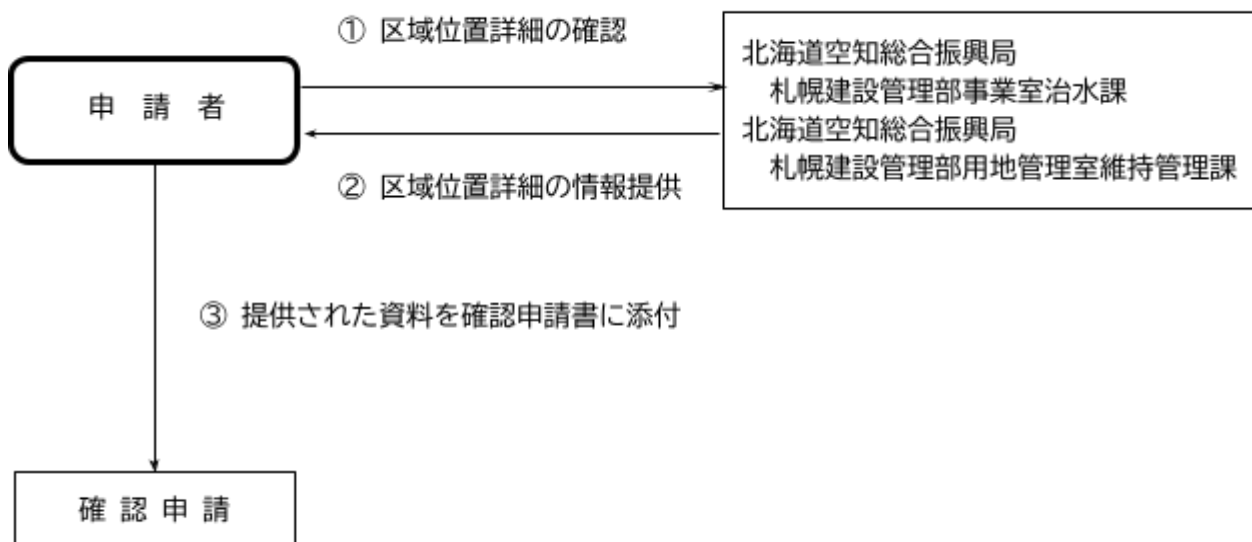 ① 区域位置詳細の確認
申 請 者
北海道空知総合振興局
札幌建設管理部事業室治水課
北海道空知総合振興局
札幌建設管理部用地管理室維持管理課
② 区域位置詳細の情報提供
③ 提供された資料を確認申請書に添付
確 認 申 請